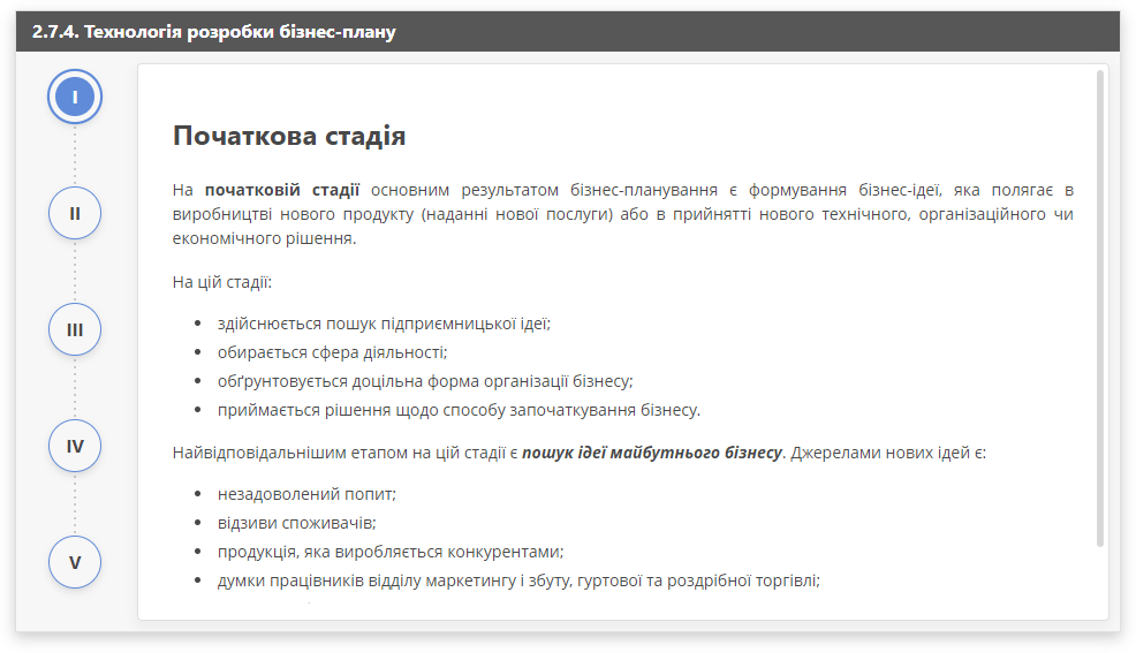 2.7.4. Технологія розробки бізнес-плану
I
II
III
IV
V
Початкова стадія
На початковій стадії основним результатом бізнес-планування є формування бізнес-ідеї, яка полягає в
виробництві нового продукту (наданні нової послуги) або в прийнятті нового технічного, організаційного чи
економічного рішення.
На цій стадії:
• здійснюється пошук підприємницької ідеї;
• обирається сфера діяльності;
• обґрунтовується доцільна форма організації бізнесу;
• приймається рішення щодо способу започаткування бізнесу.
Найвідповідальнішим етапом на цій стадії є пошук ідеї майбутнього бізнесу. Джерелами нових ідей є:
• незадоволений попит;
• відзиви споживачів;
• продукція, яка виробляється конкурентами;
• думки працівників відділу маркетингу і збуту, гуртової та роздрібної торгівлі;